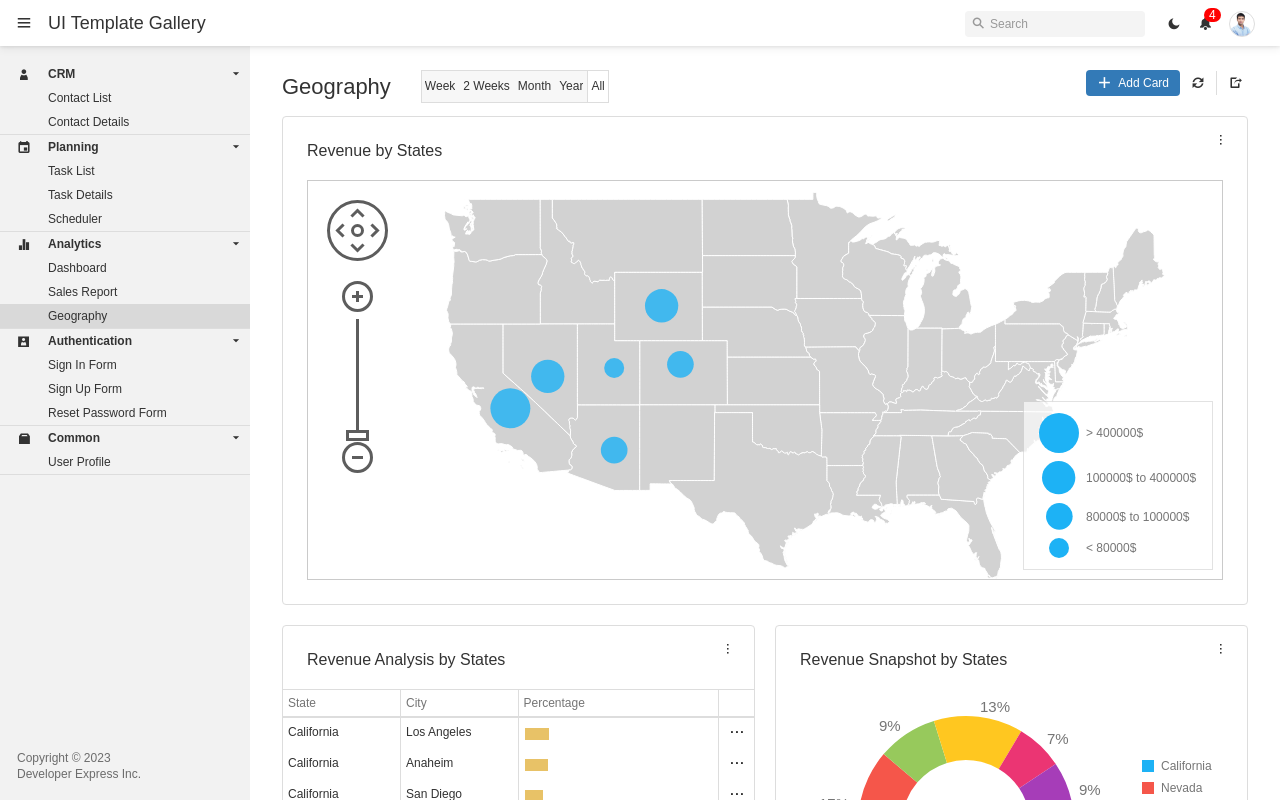 UI Template Gallery
Search
4
CRM
Contact List
Contact Details
Planning
Task List
Task Details
Scheduler
Analytics
Dashboard
Sales Report
Geography
Authentication
Sign In Form
Sign Up Form
Reset Password Form
Common
User Profile
Copyright © 2023
Developer Express Inc.
Geography
Week 2 Weeks Month Year All
Add Card
Revenue by States
> 400000$
100000$ to 400000$
80000$ to 100000$
< 80000$
Revenue Analysis by States
State City Percentage
California Los Angeles
California Anaheim
California San Diego
Revenue Snapshot by States
13%
9%
7%
9%
California
Nevada